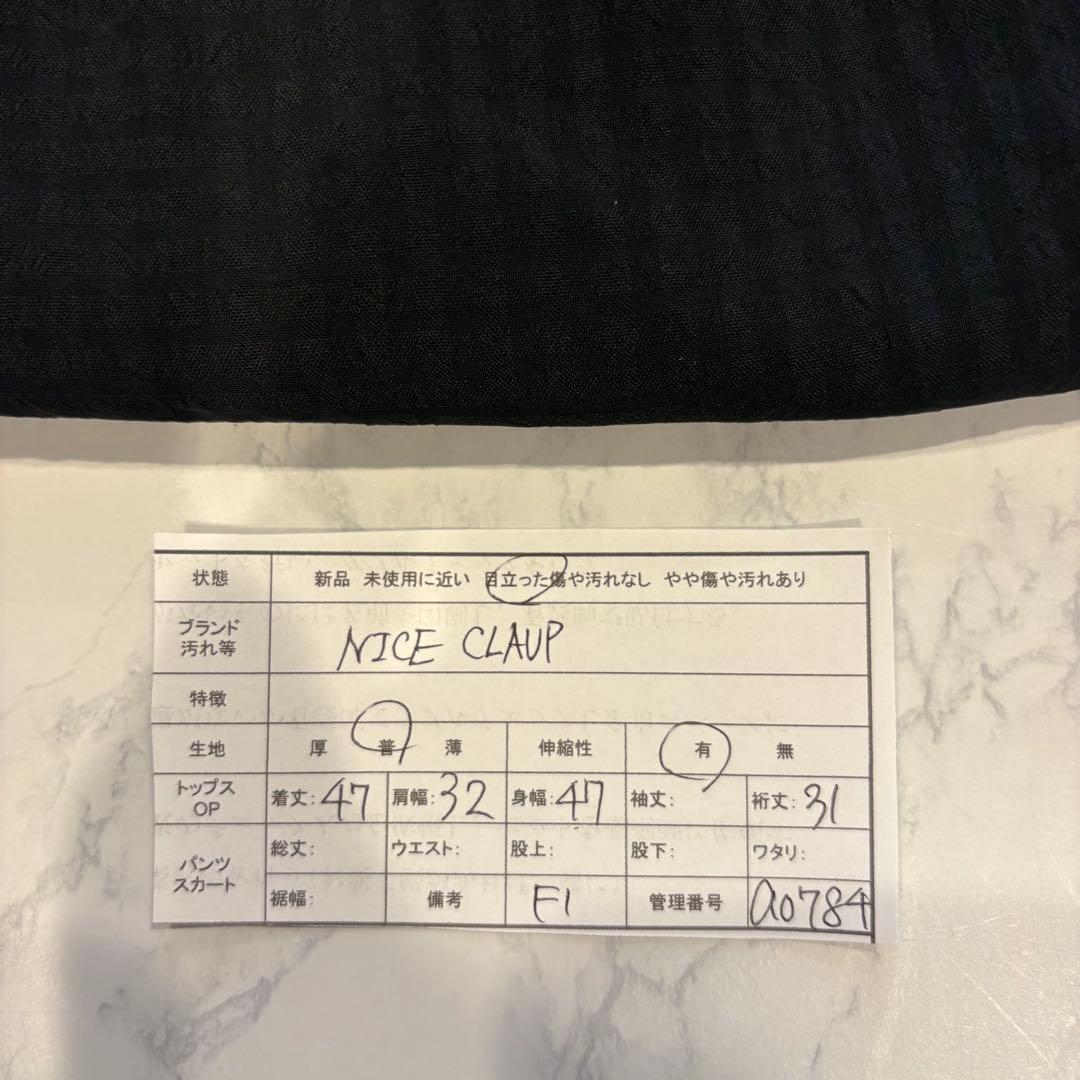 状態 新品 未使用に近い 目立った傷や汚れなし やや傷や汚れあり
ブランド
汚れ等 NICE CLAUP
特徴
生地 厚 普 薄 伸縮性 有 無
トップス
OP 着丈:47 肩幅:32 身幅:47 袖丈: 裄丈:31
パンツ
スカート 総丈: ウエスト: 股上: 股下: ワタリ:
裾幅: 備考 F1 管理番号 a0784